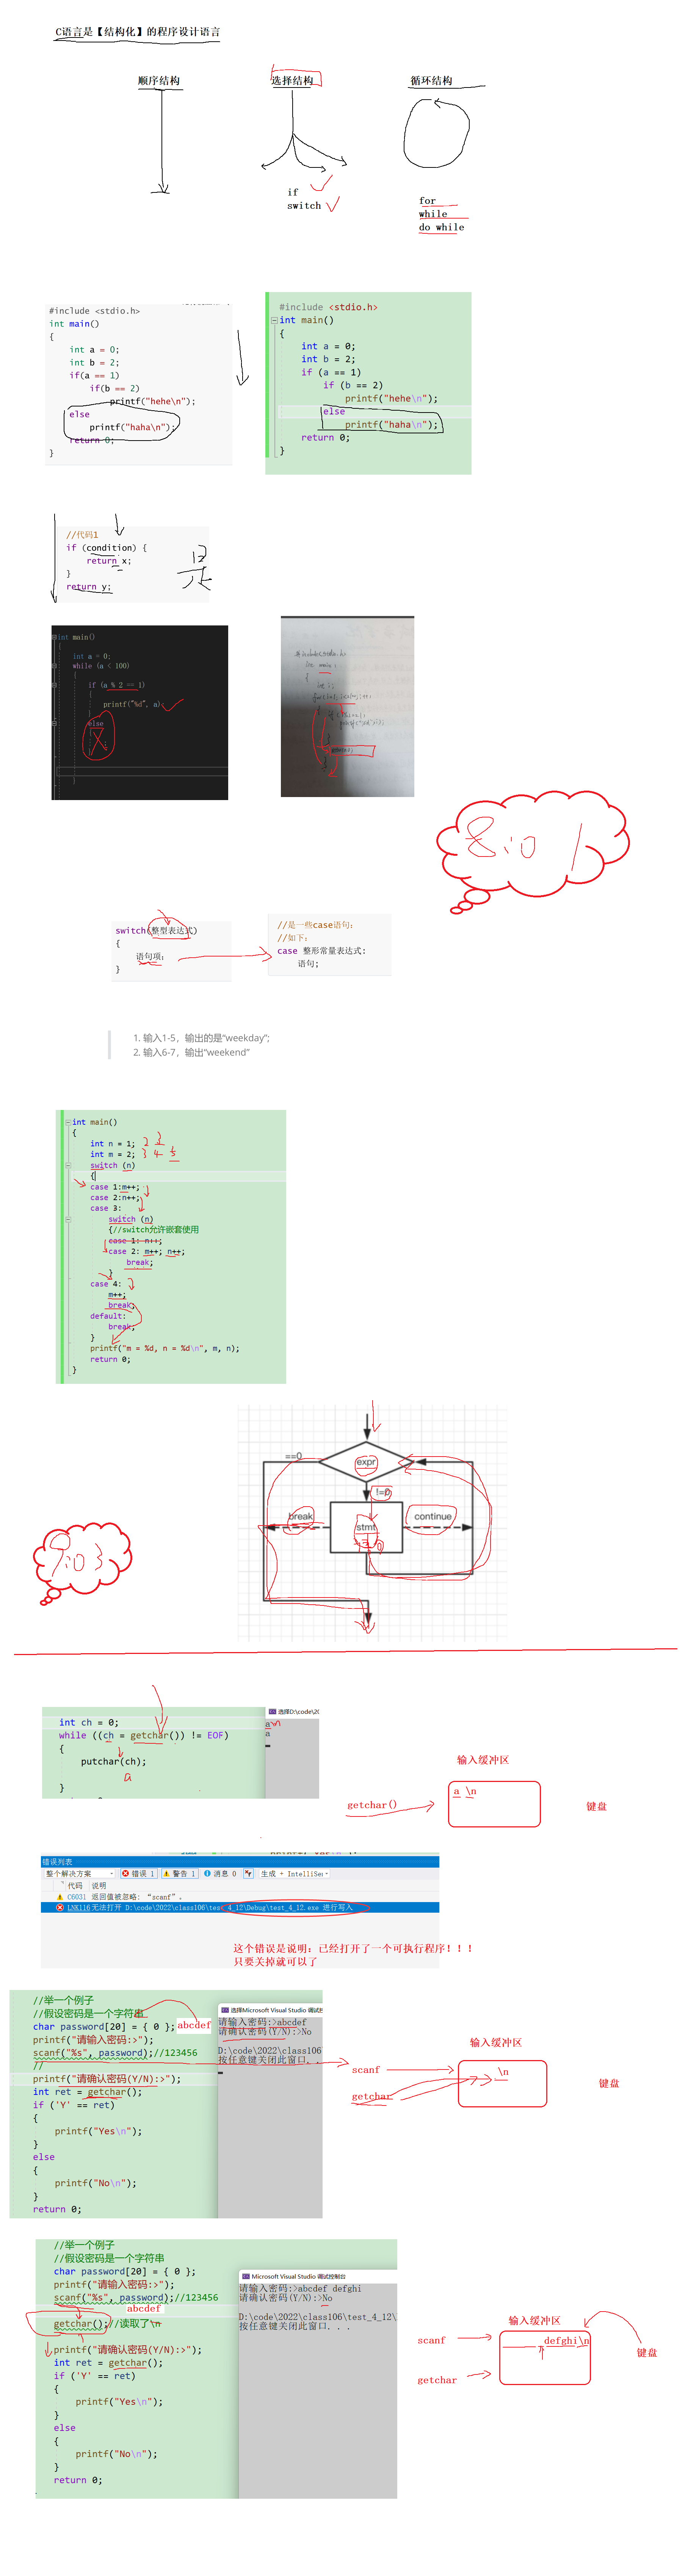 C语言是【结构化】的程序设计语言
顺序结构
选择结构
循环结构
if
switch
for
while
do while
#include <stdio.h>
int main()
{
int a = 0;
int b = 2;
if(a == 1)
if(b == 2)
printf("hehe\n");
else
printf("haha\n");
return 0;
}
#include <stdio.h>
int main()
{
int a = 0;
int b = 2;
if (a == 1)
if (b == 2)
printf("hehe\n");
else
printf("haha\n");
return 0;
}
//代码1
if (condition) {
return x;
}
return y;
int main()
{
int a = 0;
while (a < 100)
{
if (a % 2 == 1)
{
printf("%d", a);
}
else
}
8:01
switch(整型表达式)
{
语句项;
}
//是一些case语句:
//如下:
case 整形常量表达式:
语句;
1. 输入1-5，输出的是“weekday”;
2. 输入6-7，输出“weekend”
int main()
{
int n = 1; 2 3
int m = 2; 3 4 5
switch (n)
{
case 1:m++;
case 2:n++;
case 3:
switch (n)
{//switch允许嵌套使用
case 1: n++;
case 2: m++; n++;
break;
}
case 4:
m++;
break;
default:
break;
}
printf("m = %d, n = %d\n", m, n);
return 0;
}
==0
expr
!=0
break
stmt
continue
9:03
int ch = 0;
while ((ch = getchar()) != EOF)
{
putchar(ch);
a
}
选择D:\code\20
a\n
a
输入缓冲区
getchar()
a \n
键盘
错误列表
整个解决方案
错误 1
警告 1
消息 0
生成 + IntelliSe
代码 说明
C6031 返回值被忽略: “scanf”。
LNK1168 无法打开 D:\code\2022\class106\test_4_12\Debug\test_4_12.exe 进行写入
这个错误是说明：已经打开了一个可执行程序！！！
只要关掉就可以了
//举一个例子
//假设密码是一个字符串
char password[20] = { 0 };
abcdef
printf("请输入密码:>");
scanf("%s", password);//123456
//
printf("请确认密码(Y/N):>");
int ret = getchar();
if ('Y' == ret)
{
printf("Yes\n");
}
else
{
printf("No\n");
}
return 0;
选择Microsoft Visual Studio 调试控
请输入密码:>abcdef
请确认密码(Y/N):>No
D:\code\2022\class106
按任意键关闭此窗口. .
输入缓冲区
scanf
getchar
\n
键盘
//举一个例子
//假设密码是一个字符串
char password[20] = { 0 };
printf("请输入密码:>");
scanf("%s", password);//123456
abcdef
getchar();//读取了\n
printf("请确认密码(Y/N):>");
int ret = getchar();
if ('Y' == ret)
{
printf("Yes\n");
}
else
{
printf("No\n");
}
return 0;
Microsoft Visual Studio 调试控制台
请输入密码:>abcdef defghi
请确认密码(Y/N):>No
D:\code\2022\class106\test_4_12\
按任意键关闭此窗口. . .
输入缓冲区
scanf
defghi\n
getchar
键盘